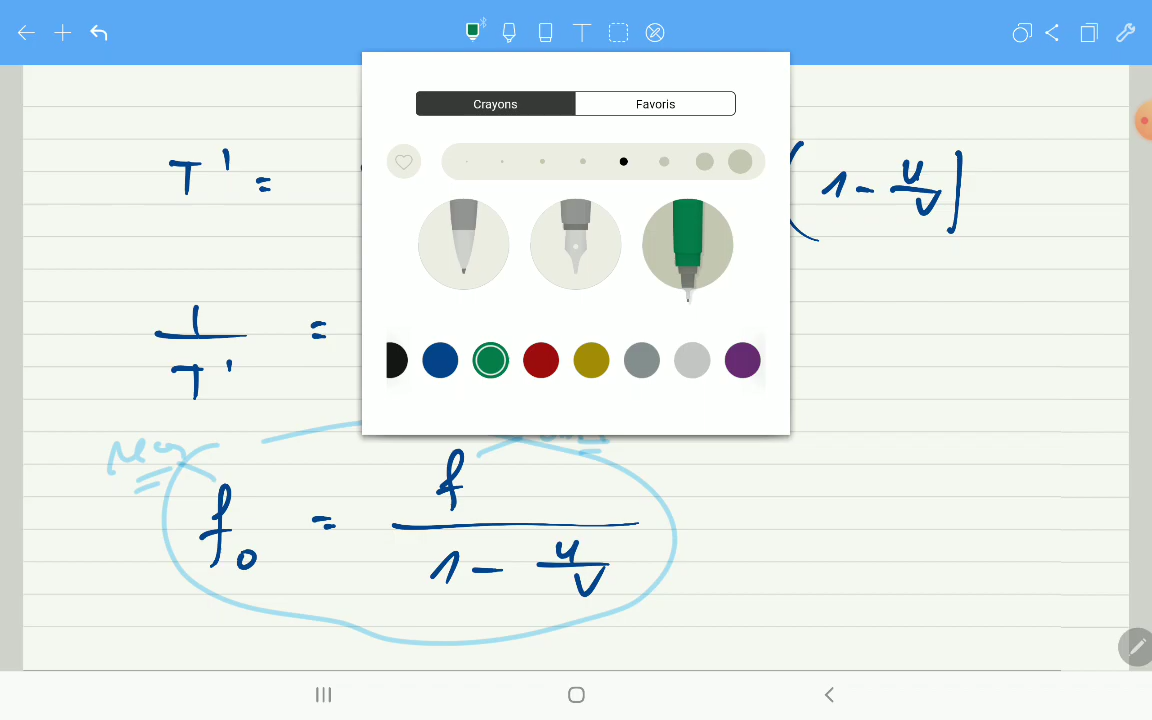 Crayons Favoris
T' = ( 1 - u/v ]
1/T' =
f₀ = f / (1 - u/v)